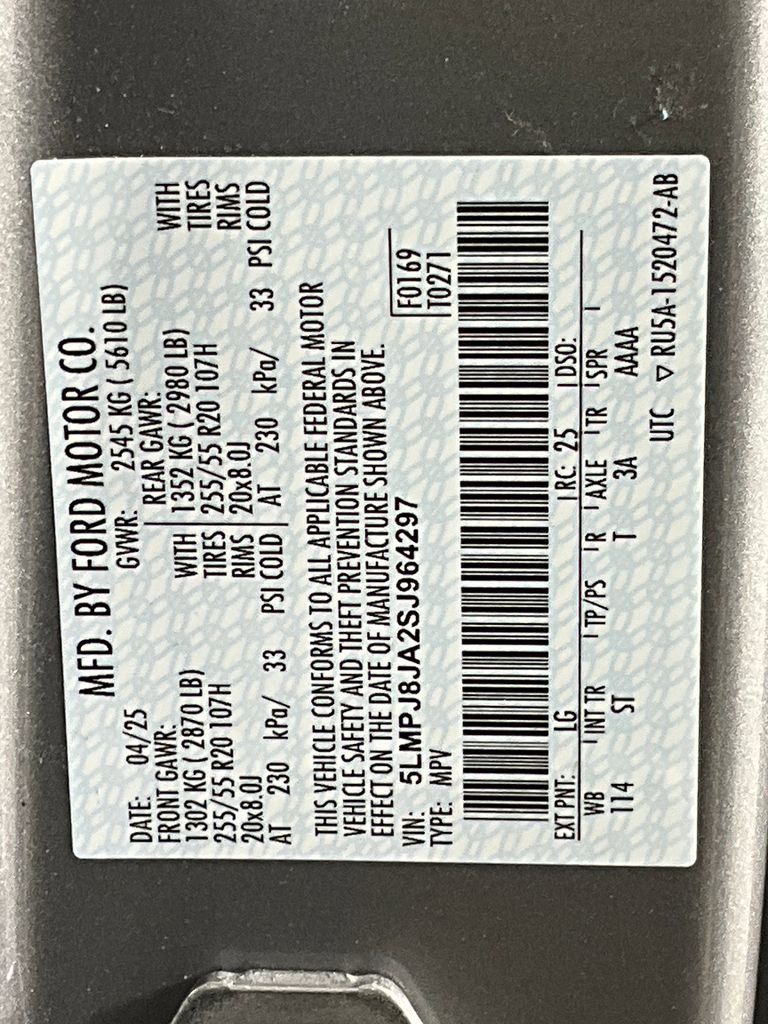 MFD. BY FORD MOTOR CO.
DATE: 04/25 GVWR: 2545 KG ( 5610 LB)
FRONT GAWR: REAR GAWR:
1302 KG ( 2870 LB) WITH 1352 KG ( 2980 LB) WITH
255/55 R20 107H TIRES 255/55 R20 107H TIRES
20x8.0J RIMS 20x8.0J RIMS
AT 230 kPa/ 33 PSI COLD AT 230 kPa/ 33 PSI COLD
THIS VEHICLE CONFORMS TO ALL APPLICABLE FEDERAL MOTOR
VEHICLE SAFETY AND THEFT PREVENTION STANDARDS IN
EFFECT ON THE DATE OF MANUFACTURE SHOWN ABOVE.
VIN: 5LMPJ8JA2SJ964297 F0169
TYPE: MPV T0271
EXT PNT: LG RC: 25 DSO:
WB INT TR TP/PS R AXLE TR SPR
114 ST T 3A AAAA
UTC ▽ RU5A-1520472-AB